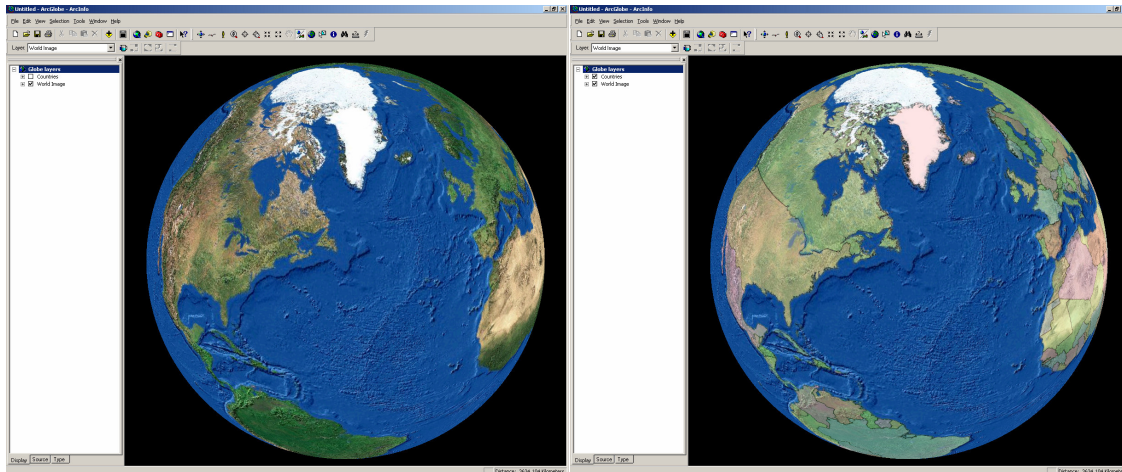 Untitled - ArcGlobe - ArcInfo
File Edit View Selection Tools Window Help
Layer: World Image
Globe layers
Countries
World Image
Display Source Type
Untitled - ArcGlobe - ArcInfo
File Edit View Selection Tools Window Help
Layer: World Image
Globe layers
Countries
World Image
Display Source Type